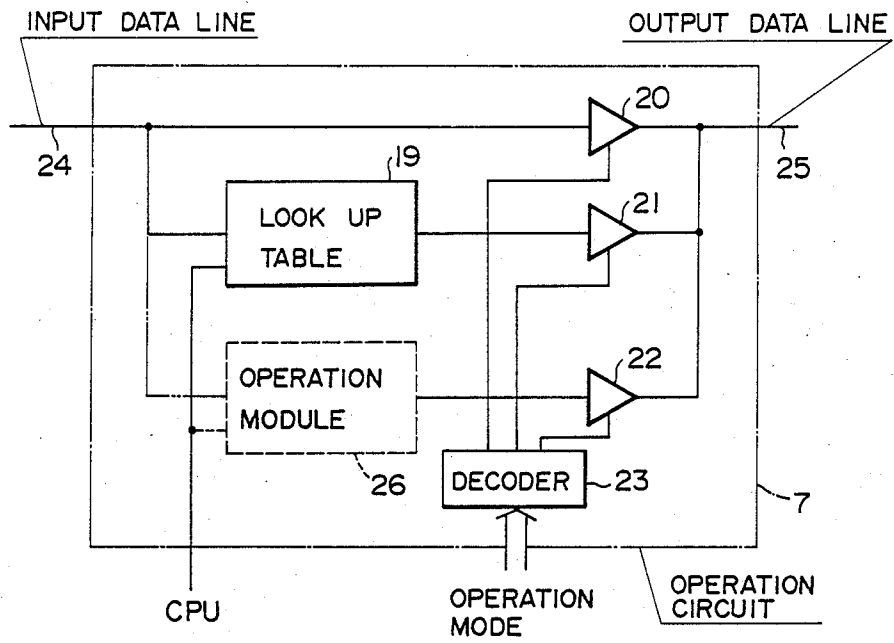 INPUT DATA LINE
OUTPUT DATA LINE
20
24
25
19
LOOK UP
TABLE
21
OPERATION
MODULE
22
26
DECODER
23
7
CPU
OPERATION
MODE
OPERATION
CIRCUIT